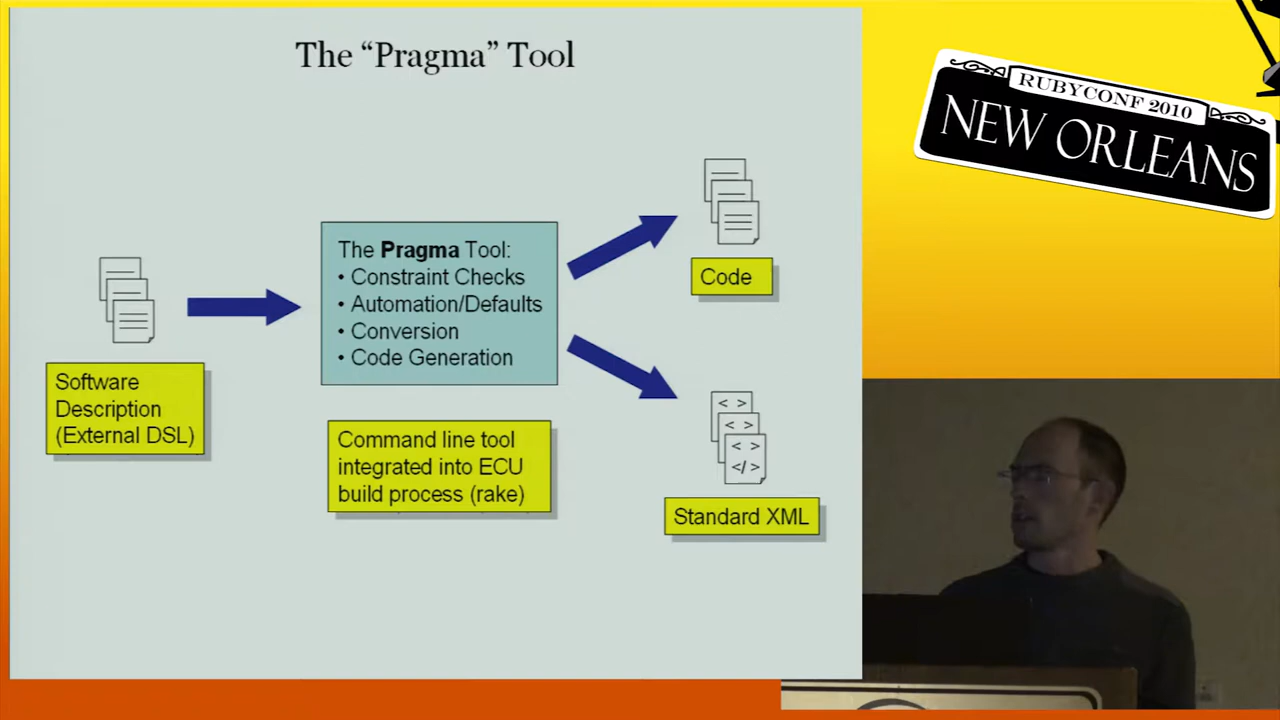 The “Pragma” Tool
RUBYCONF 2010
NEW ORLEANS
Software
Description
(External DSL)
The Pragma Tool:
• Constraint Checks
• Automation/Defaults
• Conversion
• Code Generation
Command line tool
integrated into ECU
build process (rake)
Code
< >
< >
< >
</>
Standard XML